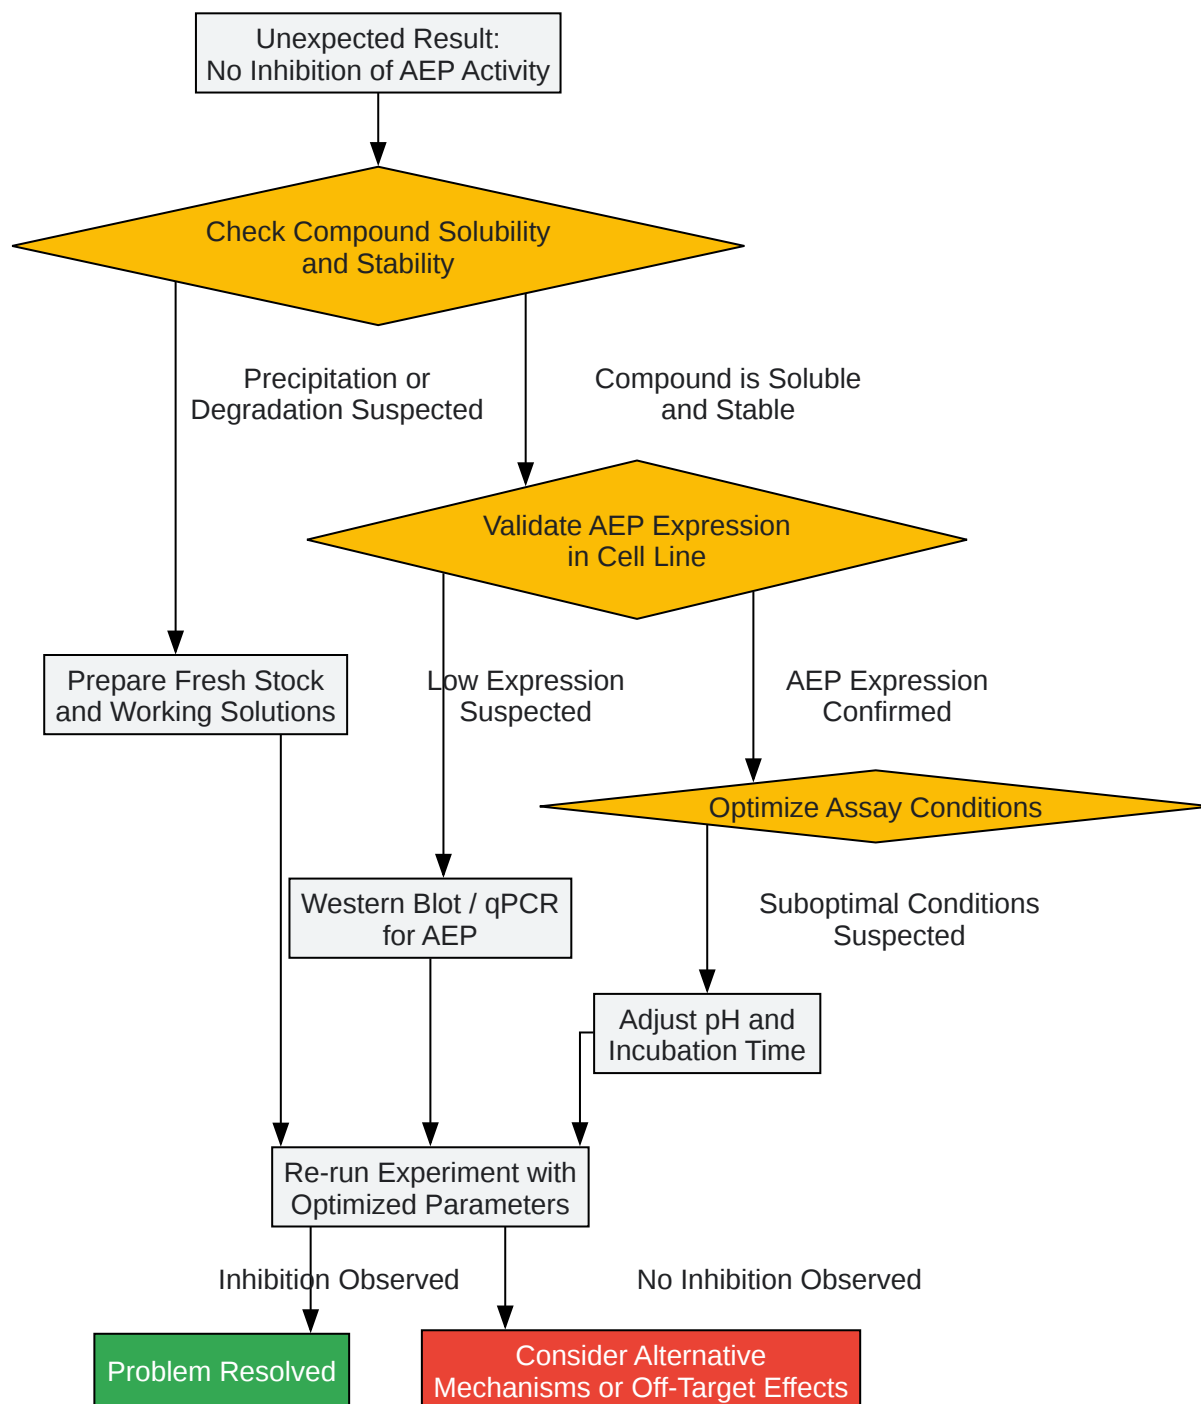 Unexpected Result:
No Inhibition of AEP Activity
Check Compound Solubility
and Stability
Precipitation or
Degradation Suspected
Compound is Soluble
and Stable
Validate AEP Expression
in Cell Line
Prepare Fresh Stock
and Working Solutions
Low Expression
Suspected
AEP Expression
Confirmed
Optimize Assay Conditions
Western Blot / qPCR
for AEP
Suboptimal Conditions
Suspected
Adjust pH and
Incubation Time
Re-run Experiment with
Optimized Parameters
Inhibition Observed
No Inhibition Observed
Problem Resolved
Consider Alternative
Mechanisms or Off-Target Effects